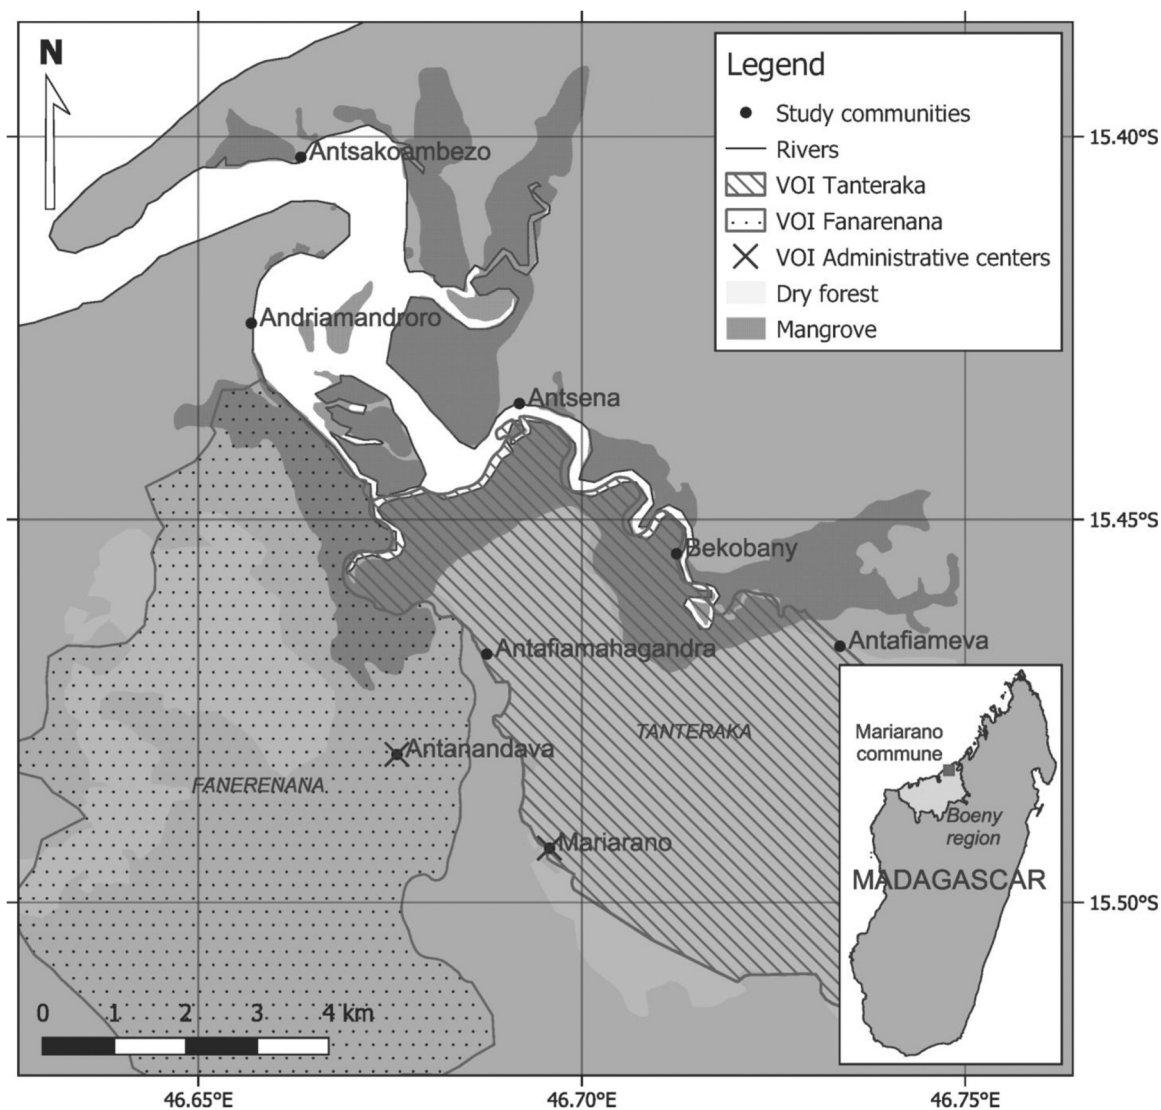 N
Legend
Study communities
Rivers
VOI Tanteraka
VOI Fanarenana
VOI Administrative centers
Dry forest
Mangrove
15.40°S
Antsakoambezo
Andriamandroro
Antsena
15.45°S
Bekobany
Antafiameva
Antafiamahagandra
TANTERAKA
Antanandava
FANERENANA
Mariarano
Mariarano
commune
Boeny
region
MADAGASCAR
15.50°S
0 1 2 3 4 km
46.65°E 46.70°E 46.75°E